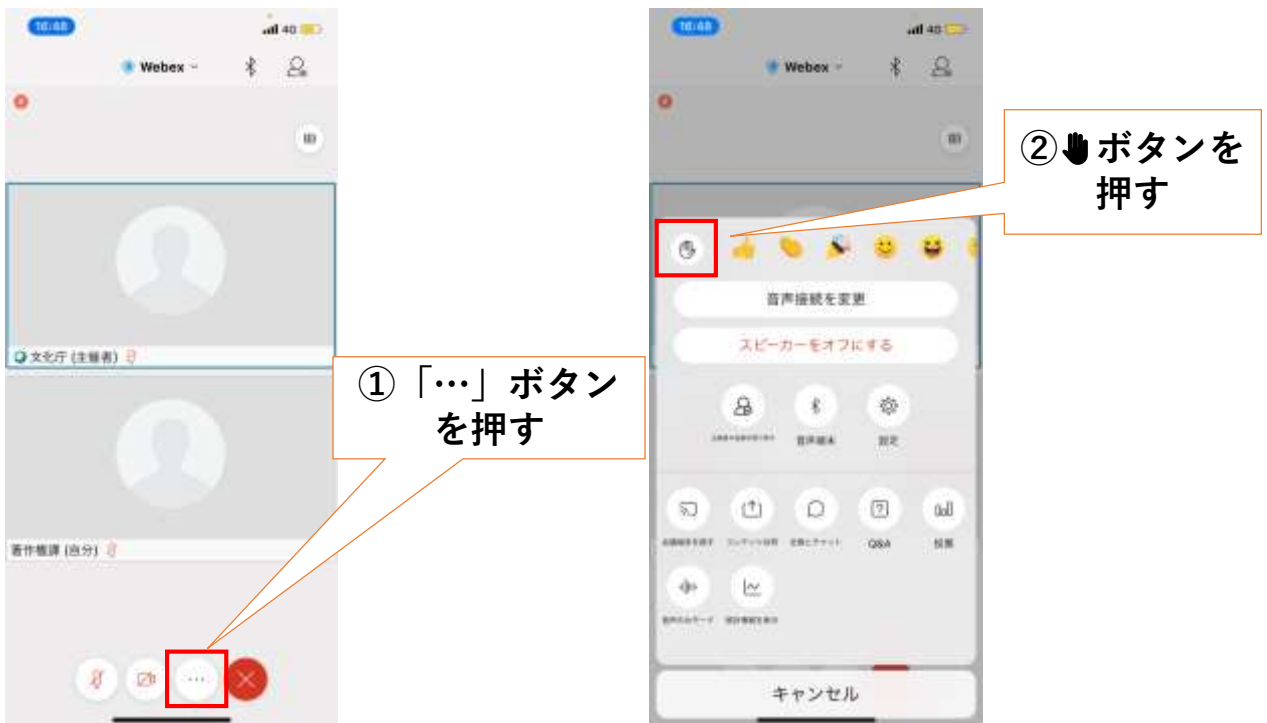 16:48
4G
Webex
文化庁 (主催者)
著作権課 (自分)
①「…」ボタン
を押す
16:48
4G
Webex
②✋ボタンを
押す
音声接続を変更
スピーカーをオフにする
音声端末
設定
Q&A
投票
キャンセル